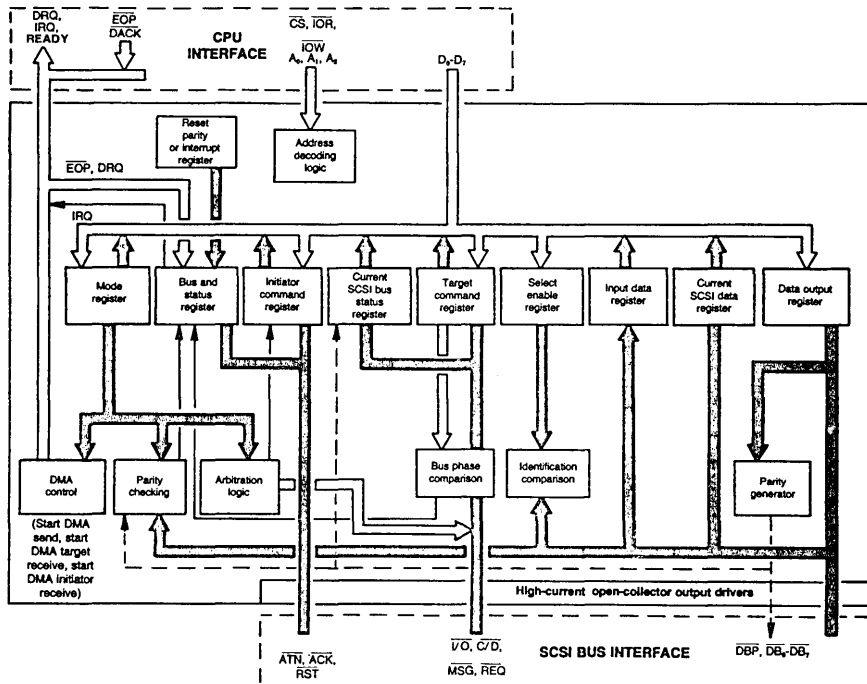 DRQ,
IRQ,
READY
EOP
DACK
CPU
INTERFACE
CS, IOR,
IOW
A₀, A₁, A₂
D₀-D₇
Reset
parity
or interrupt
register
Address
decoding
logic
EOP, DRQ
IRQ
Mode
register
Bus and
status
register
Initiator
command
register
Current
SCSI bus
status
register
Target
command
register
Select
enable
register
Input data
register
Current
SCSI data
register
Data output
register
DMA
control
Parity
checking
Arbitration
logic
Bus phase
comparison
Identification
comparison
Parity
generator
(Start DMA
send, start
DMA target
receive, start
DMA initiator
receive)
High-current open-collector output drivers
ATN, ACK,
RST
I/O, C/D,
MSG, REQ
SCSI BUS INTERFACE
DBP, DB₀-DB₇